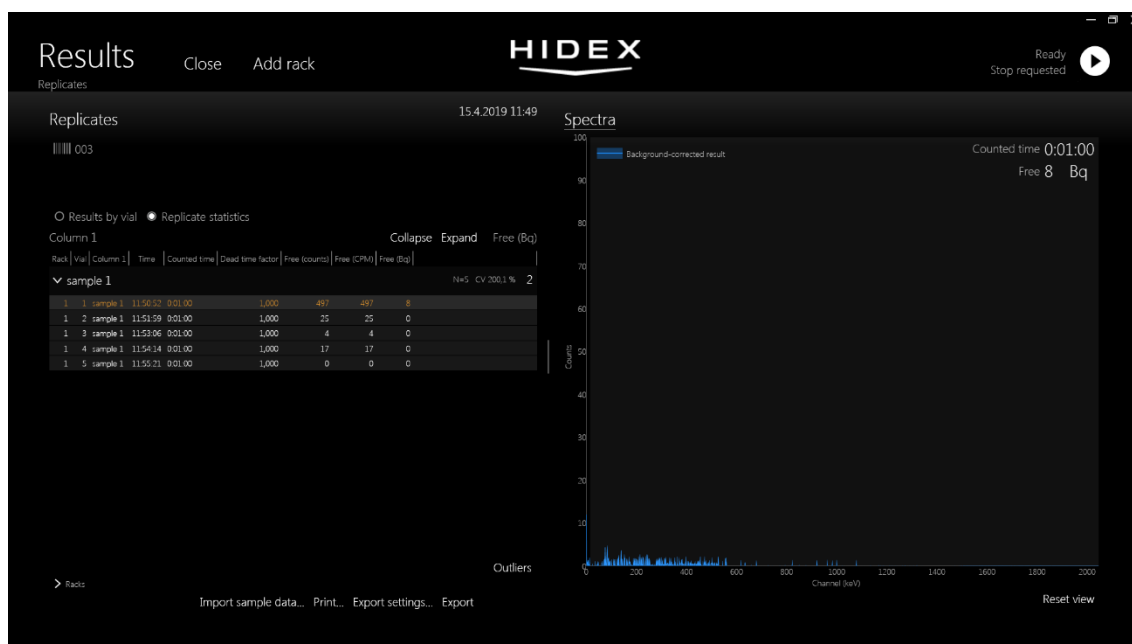 Results
Close
Add rack
HIDEX
Ready
Stop requested
Replicates
Replicates
15.4.2019 11:49
003
Results by vial
Replicate statistics
Column 1
Collapse Expand Free (Bq)
Rack Vial Column 1 Time Counted time Dead time factor Free (counts) Free (CPM) Free (Bq)
sample 1 N=5 CV 200,1 % 2
1 1 sample 1 11:50:52 0:01:00 1,000 497 497 8
1 2 sample 1 11:51:59 0:01:00 1,000 25 25 0
1 3 sample 1 11:53:06 0:01:00 1,000 4 4 0
1 4 sample 1 11:54:14 0:01:00 1,000 17 17 0
1 5 sample 1 11:55:21 0:01:00 1,000 0 0 0
Outliers
Racks
Import sample data... Print... Export settings... Export
Spectra
Background-corrected result
Counted time 0:01:00
Free 8 Bq
100
90
80
70
60
50
40
30
20
10
0
Counts
0 200 400 600 800 1000 1200 1400 1600 1800 2000
Channel (keV)
Reset view